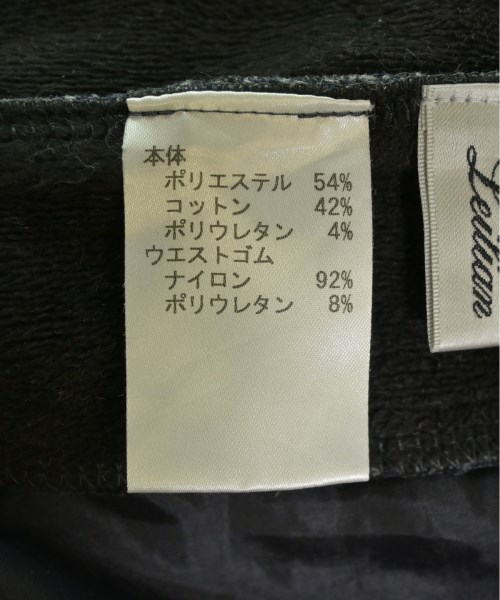 本体
ポリエステル 54%
コットン 42%
ポリウレタン 4%
ウエストゴム
ナイロン 92%
ポリウレタン 8%
Leilian